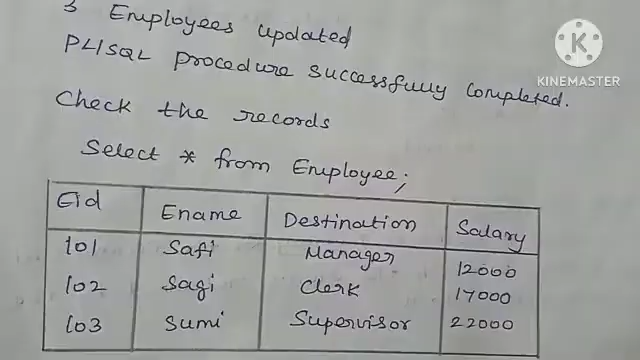 3 Employees updated
PL/SQL procedure successfully completed.
Check the records
Select * from Employee;
Eid Ename Destination Salary
101 Safi Manager 12000
102 Sagi Clerk 17000
103 Sumi Supervisor 22000
K
KINEMASTER